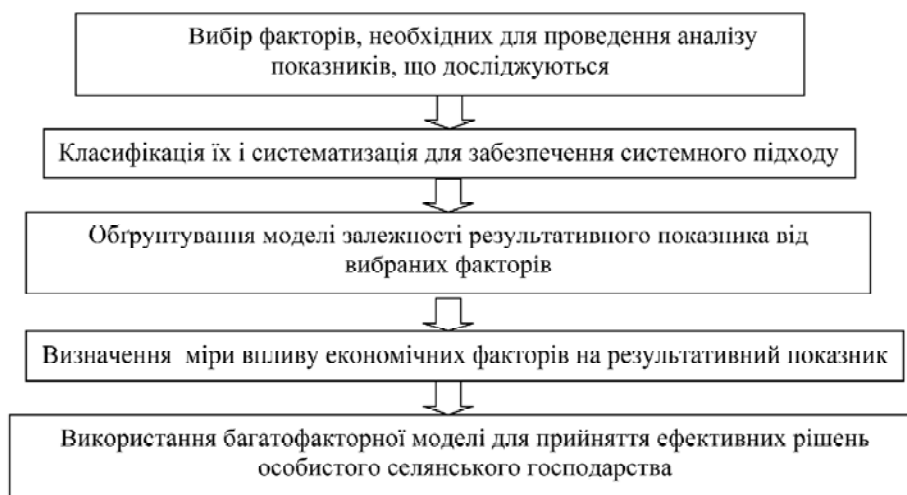 Вибір факторів, необхідних для проведення аналізу
показників, що досліджуються
Класифікація їх і систематизація для забезпечення системного підходу
Обґрунтування моделі залежності результативного показника від
вибраних факторів
Визначення міри впливу економічних факторів на результативний показник
Використання багатофакторної моделі для прийняття ефективних рішень
особистого селянського господарства